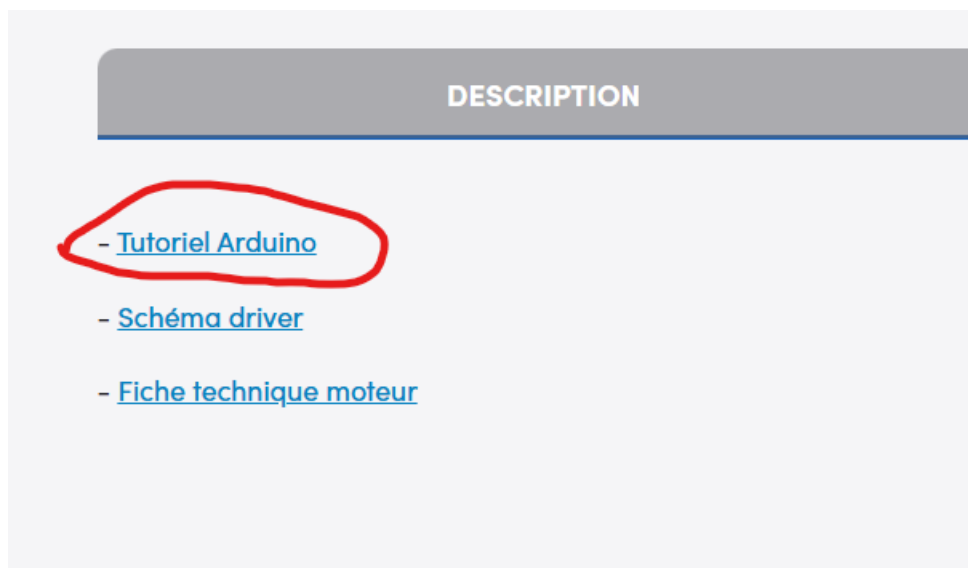 DESCRIPTION
- Tutoriel Arduino
- Schéma driver
- Fiche technique moteur